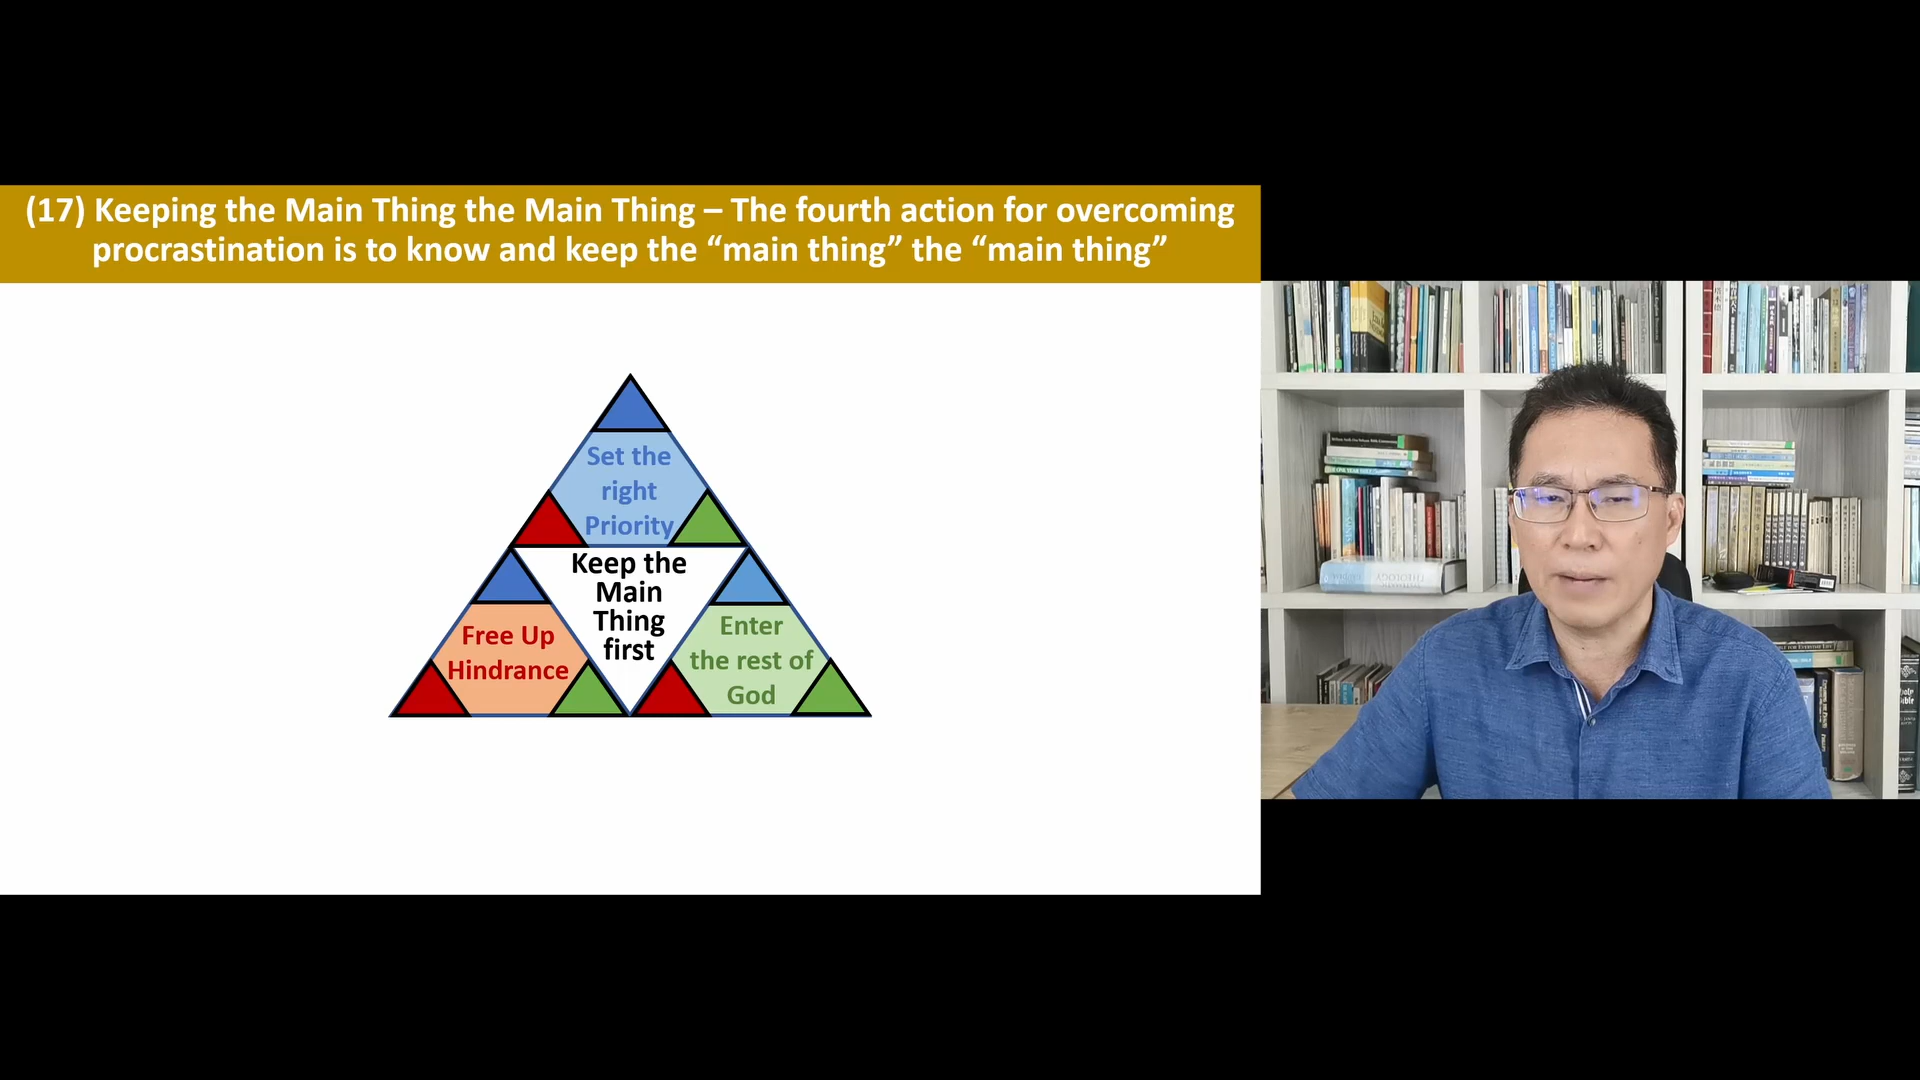 (17) Keeping the Main Thing the Main Thing – The fourth action for overcoming
procrastination is to know and keep the “main thing” the “main thing”
Set the
right
Priority
Keep the
Main
Thing
first
Free Up
Hindrance
Enter
the rest of
God